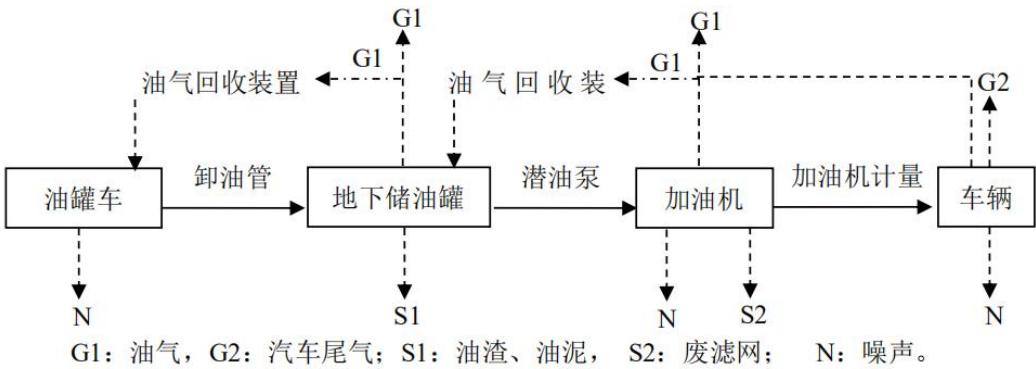 G1
G1
G1
G1
油气回收装置
油气回收装
G2
油罐车
卸油管
地下储油罐
潜油泵
加油机
加油机计量
车辆
N
S1
N
S2
N
G1：油气，G2：汽车尾气；S1：油渣、油泥， S2：废滤网； N：噪声。